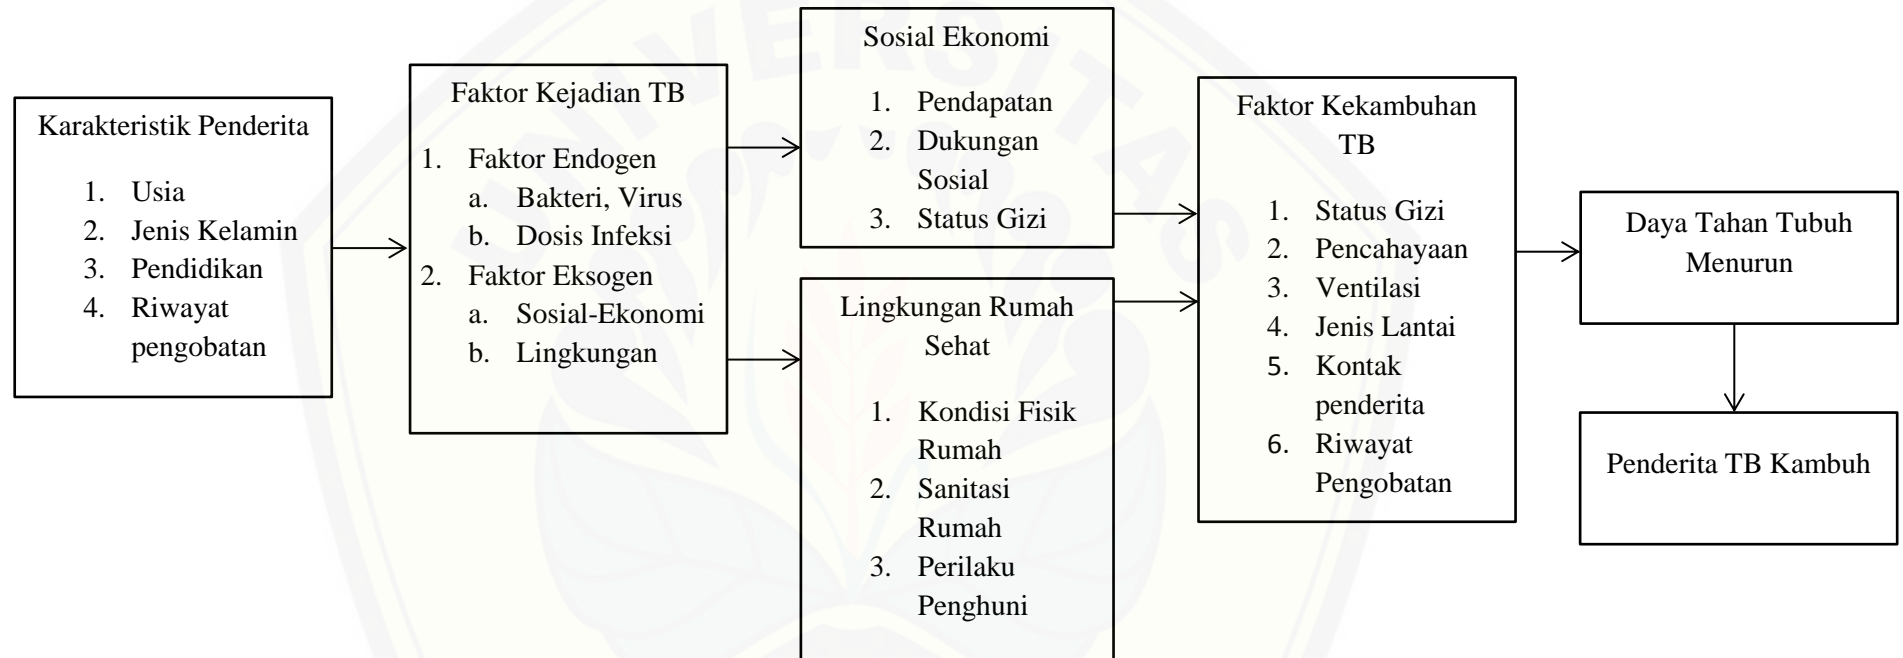 Karakteristik Penderita
1. Usia
2. Jenis Kelamin
3. Pendidikan
4. Riwayat
pengobatan
Faktor Kejadian TB
1. Faktor Endogen
a. Bakteri, Virus
b. Dosis Infeksi
2. Faktor Eksogen
a. Sosial-Ekonomi
b. Lingkungan
Sosial Ekonomi
1. Pendapatan
2. Dukungan
Sosial
3. Status Gizi
Lingkungan Rumah
Sehat
1. Kondisi Fisik
Rumah
2. Sanitasi
Rumah
3. Perilaku
Penghuni
Faktor Kekambuhan
TB
1. Status Gizi
2. Pencahayaan
3. Ventilasi
4. Jenis Lantai
5. Kontak
penderita
6. Riwayat
Pengobatan
Daya Tahan Tubuh
Menurun
Penderita TB Kambuh
UNIVERSITAS